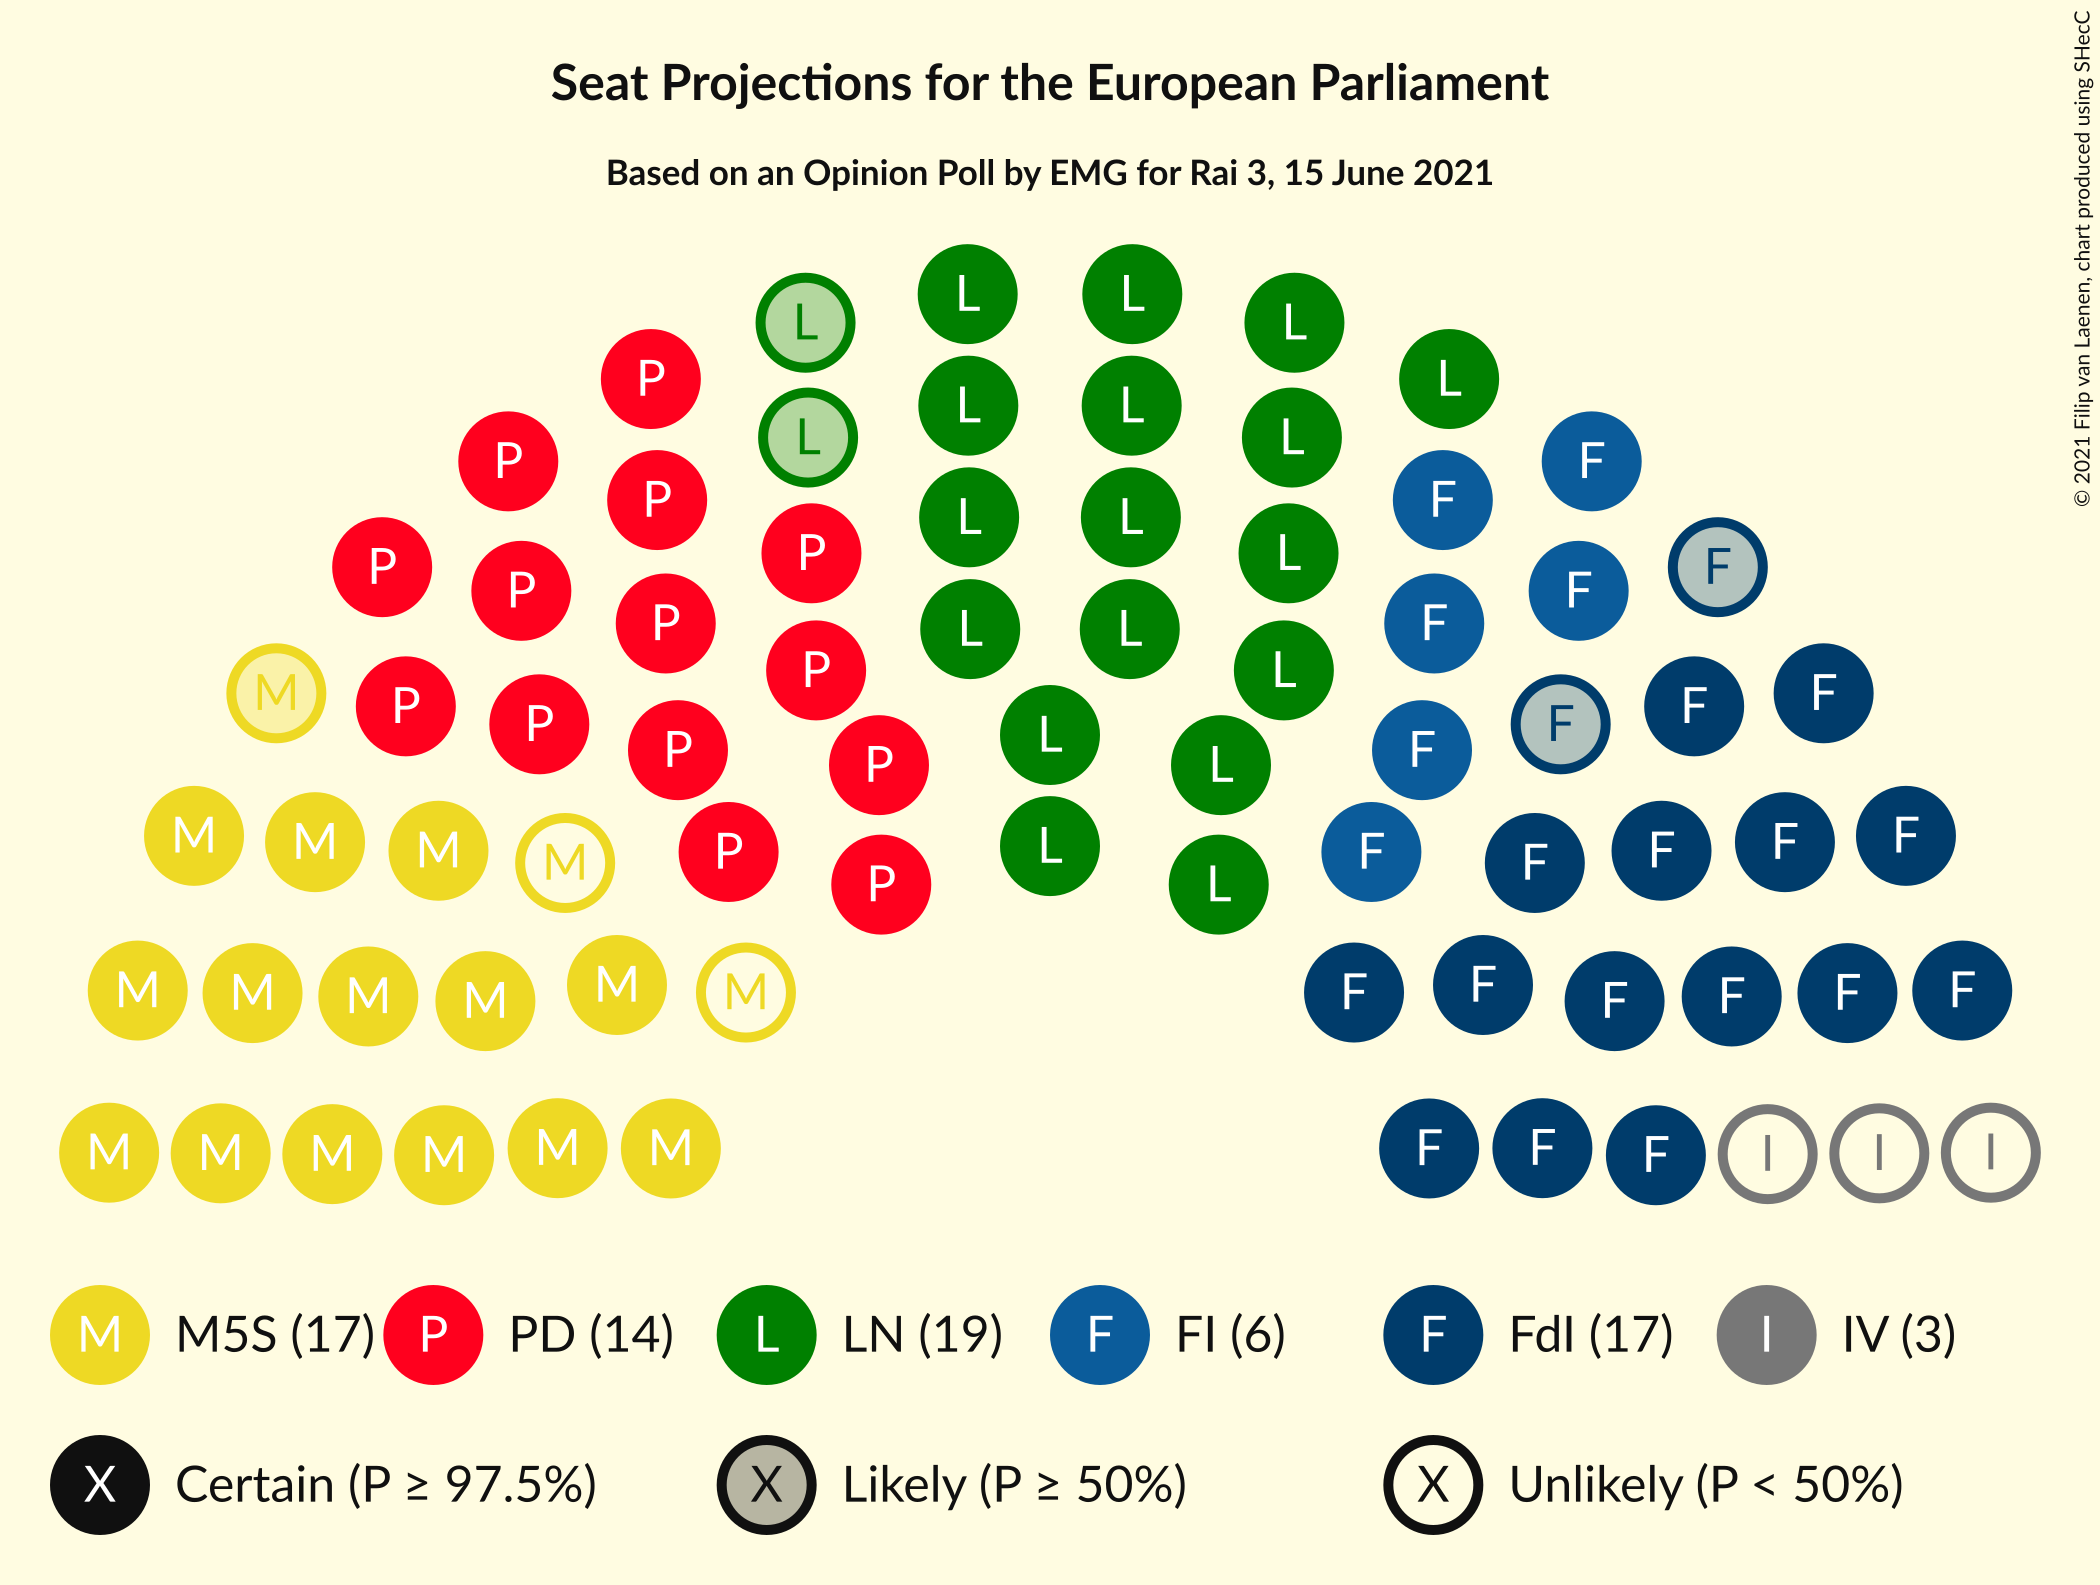 Seat Projections for the European Parliament
Based on an Opinion Poll by EMG for Rai 3, 15 June 2021
© 2021 Filip van Laenen, chart produced using SHecC
L L L L
P L
L L L L
P F
P F
L L
P L
P F
P F
P F
L L
P L
M F
P F
P L
P F
P F
L
P L
M M
F F
M M
F F
P L F
M F
P L
M M
F F
M M M M M M
F F F F F F
M M M M M M
F F F I I I
M M5S (17) P PD (14) L LN (19) F FI (6) F FdI (17) I IV (3)
X Certain (P ≥ 97.5%) X Likely (P ≥ 50%) X Unlikely (P < 50%)